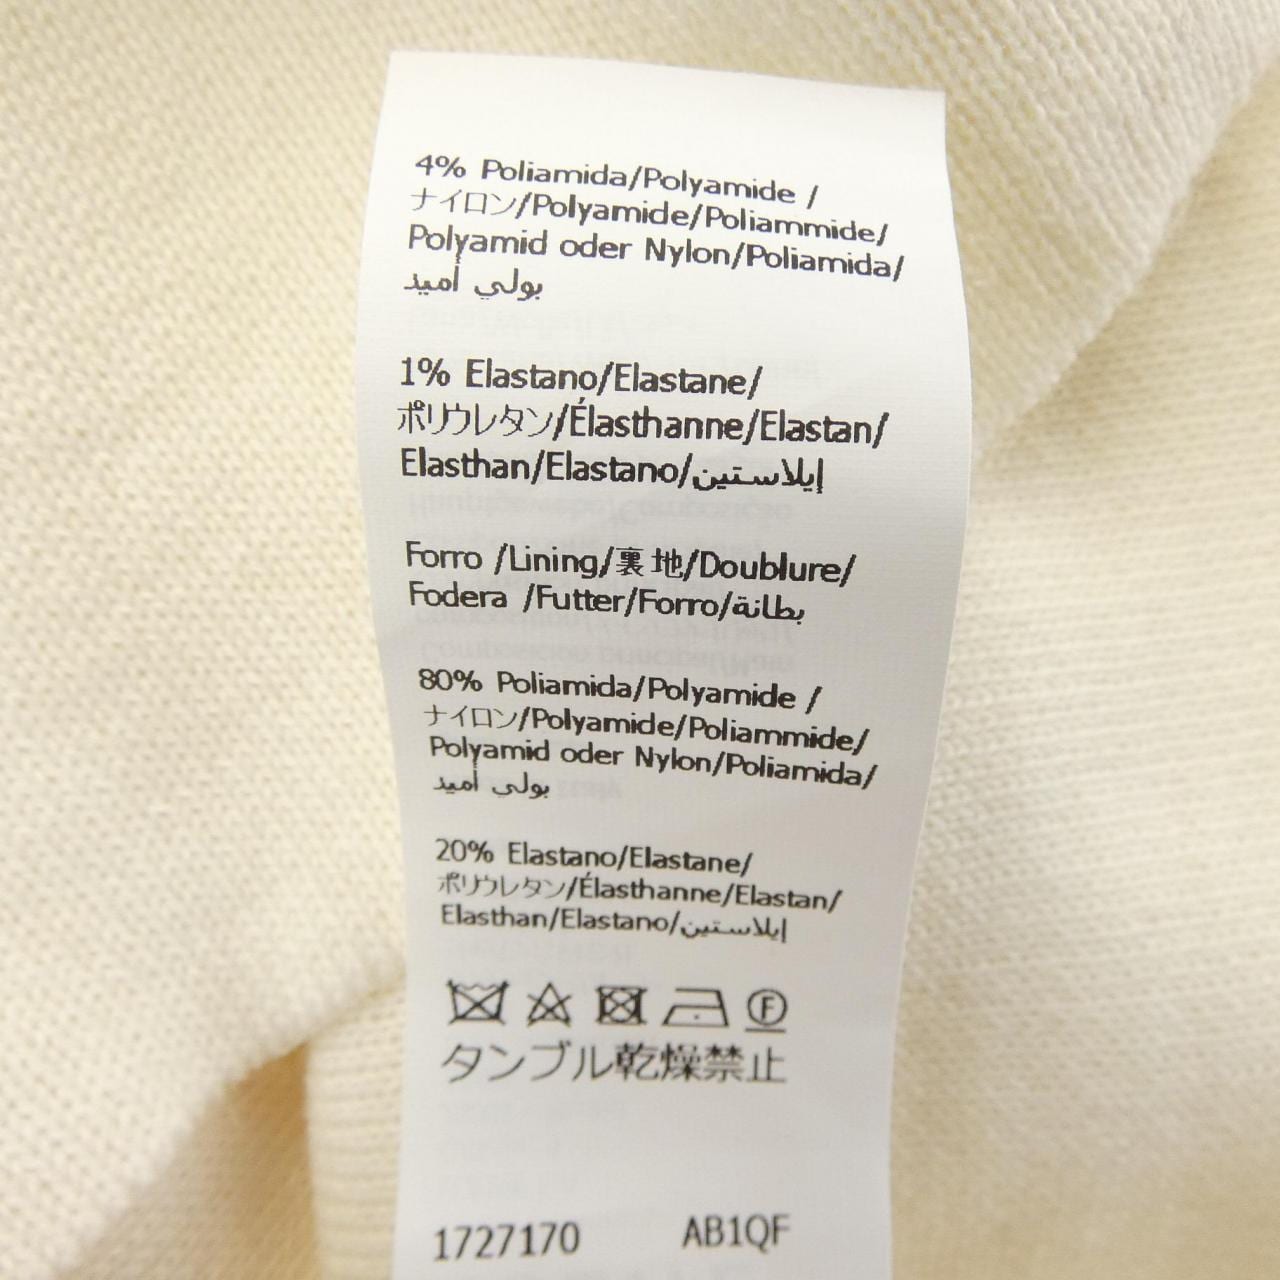 4% Poliamida/Polyamide /
ナイロン/Polyamide/Poliammide/
Polyamid oder Nylon/Poliamida/
بولي أميد
1% Elastano/Elastane/
ポリウレタン/Élasthanne/Elastan/
Elasthan/Elastano/إيلاستين
Forro /Lining/裏地/Doublure/
Fodera /Futter/Forro/بطانة
80% Poliamida/Polyamide /
ナイロン/Polyamide/Poliammide/
Polyamid oder Nylon/Poliamida/
بولي أميد
20% Elastano/Elastane/
ポリウレタン/Élasthanne/Elastan/
Elasthan/Elastano/إيلاستين
F
タンブル乾燥禁止
1727170 AB1QF